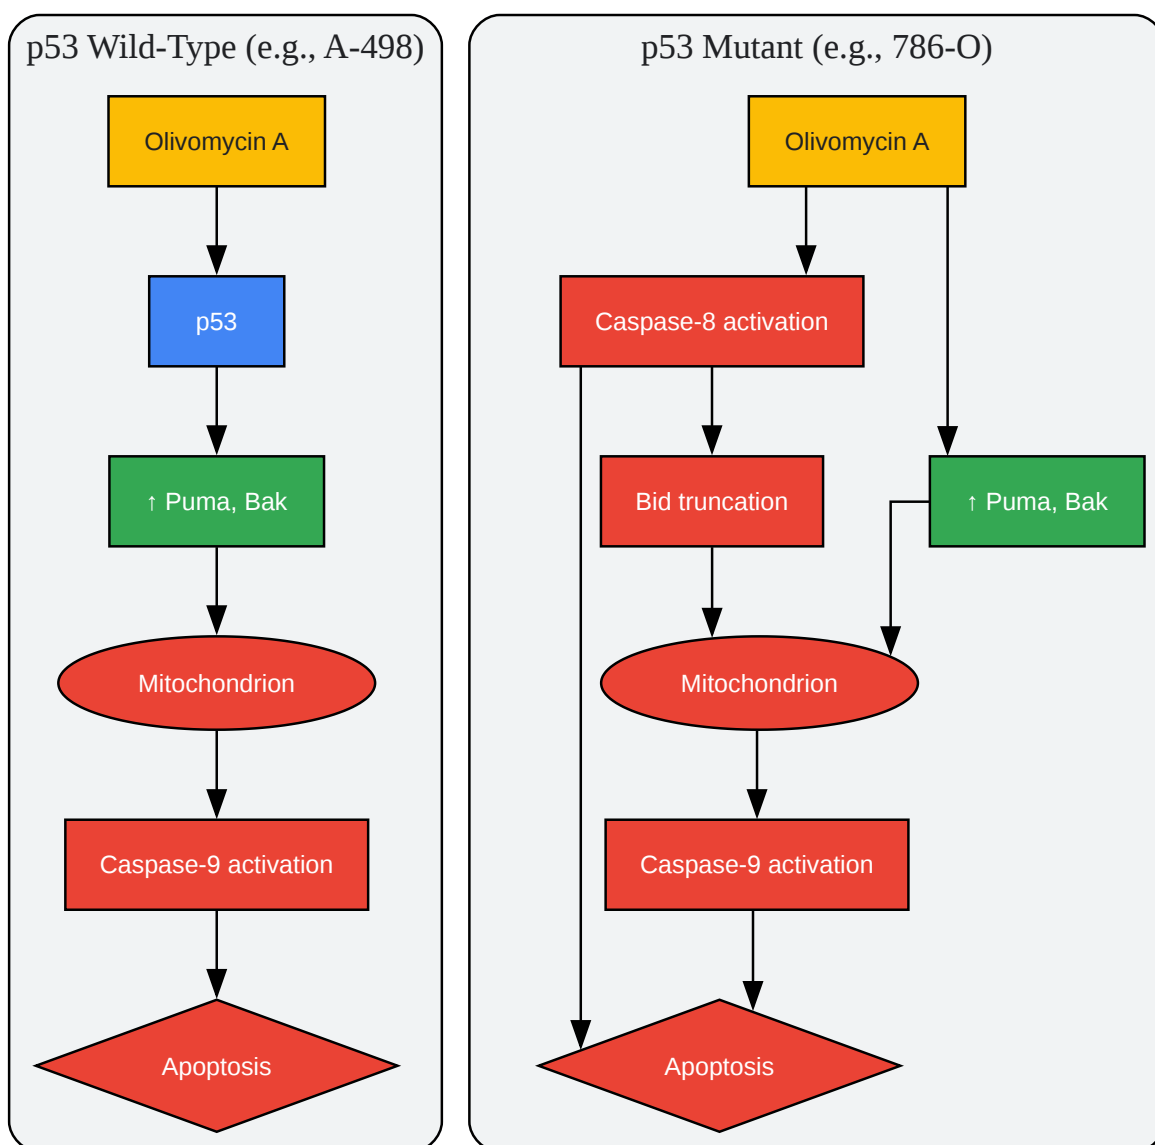 p53 Wild-Type (e.g., A-498)
Olivomycin A
p53
↑ Puma, Bak
Mitochondrion
Caspase-9 activation
Apoptosis
p53 Mutant (e.g., 786-O)
Olivomycin A
Caspase-8 activation
Bid truncation
↑ Puma, Bak
Mitochondrion
Caspase-9 activation
Apoptosis